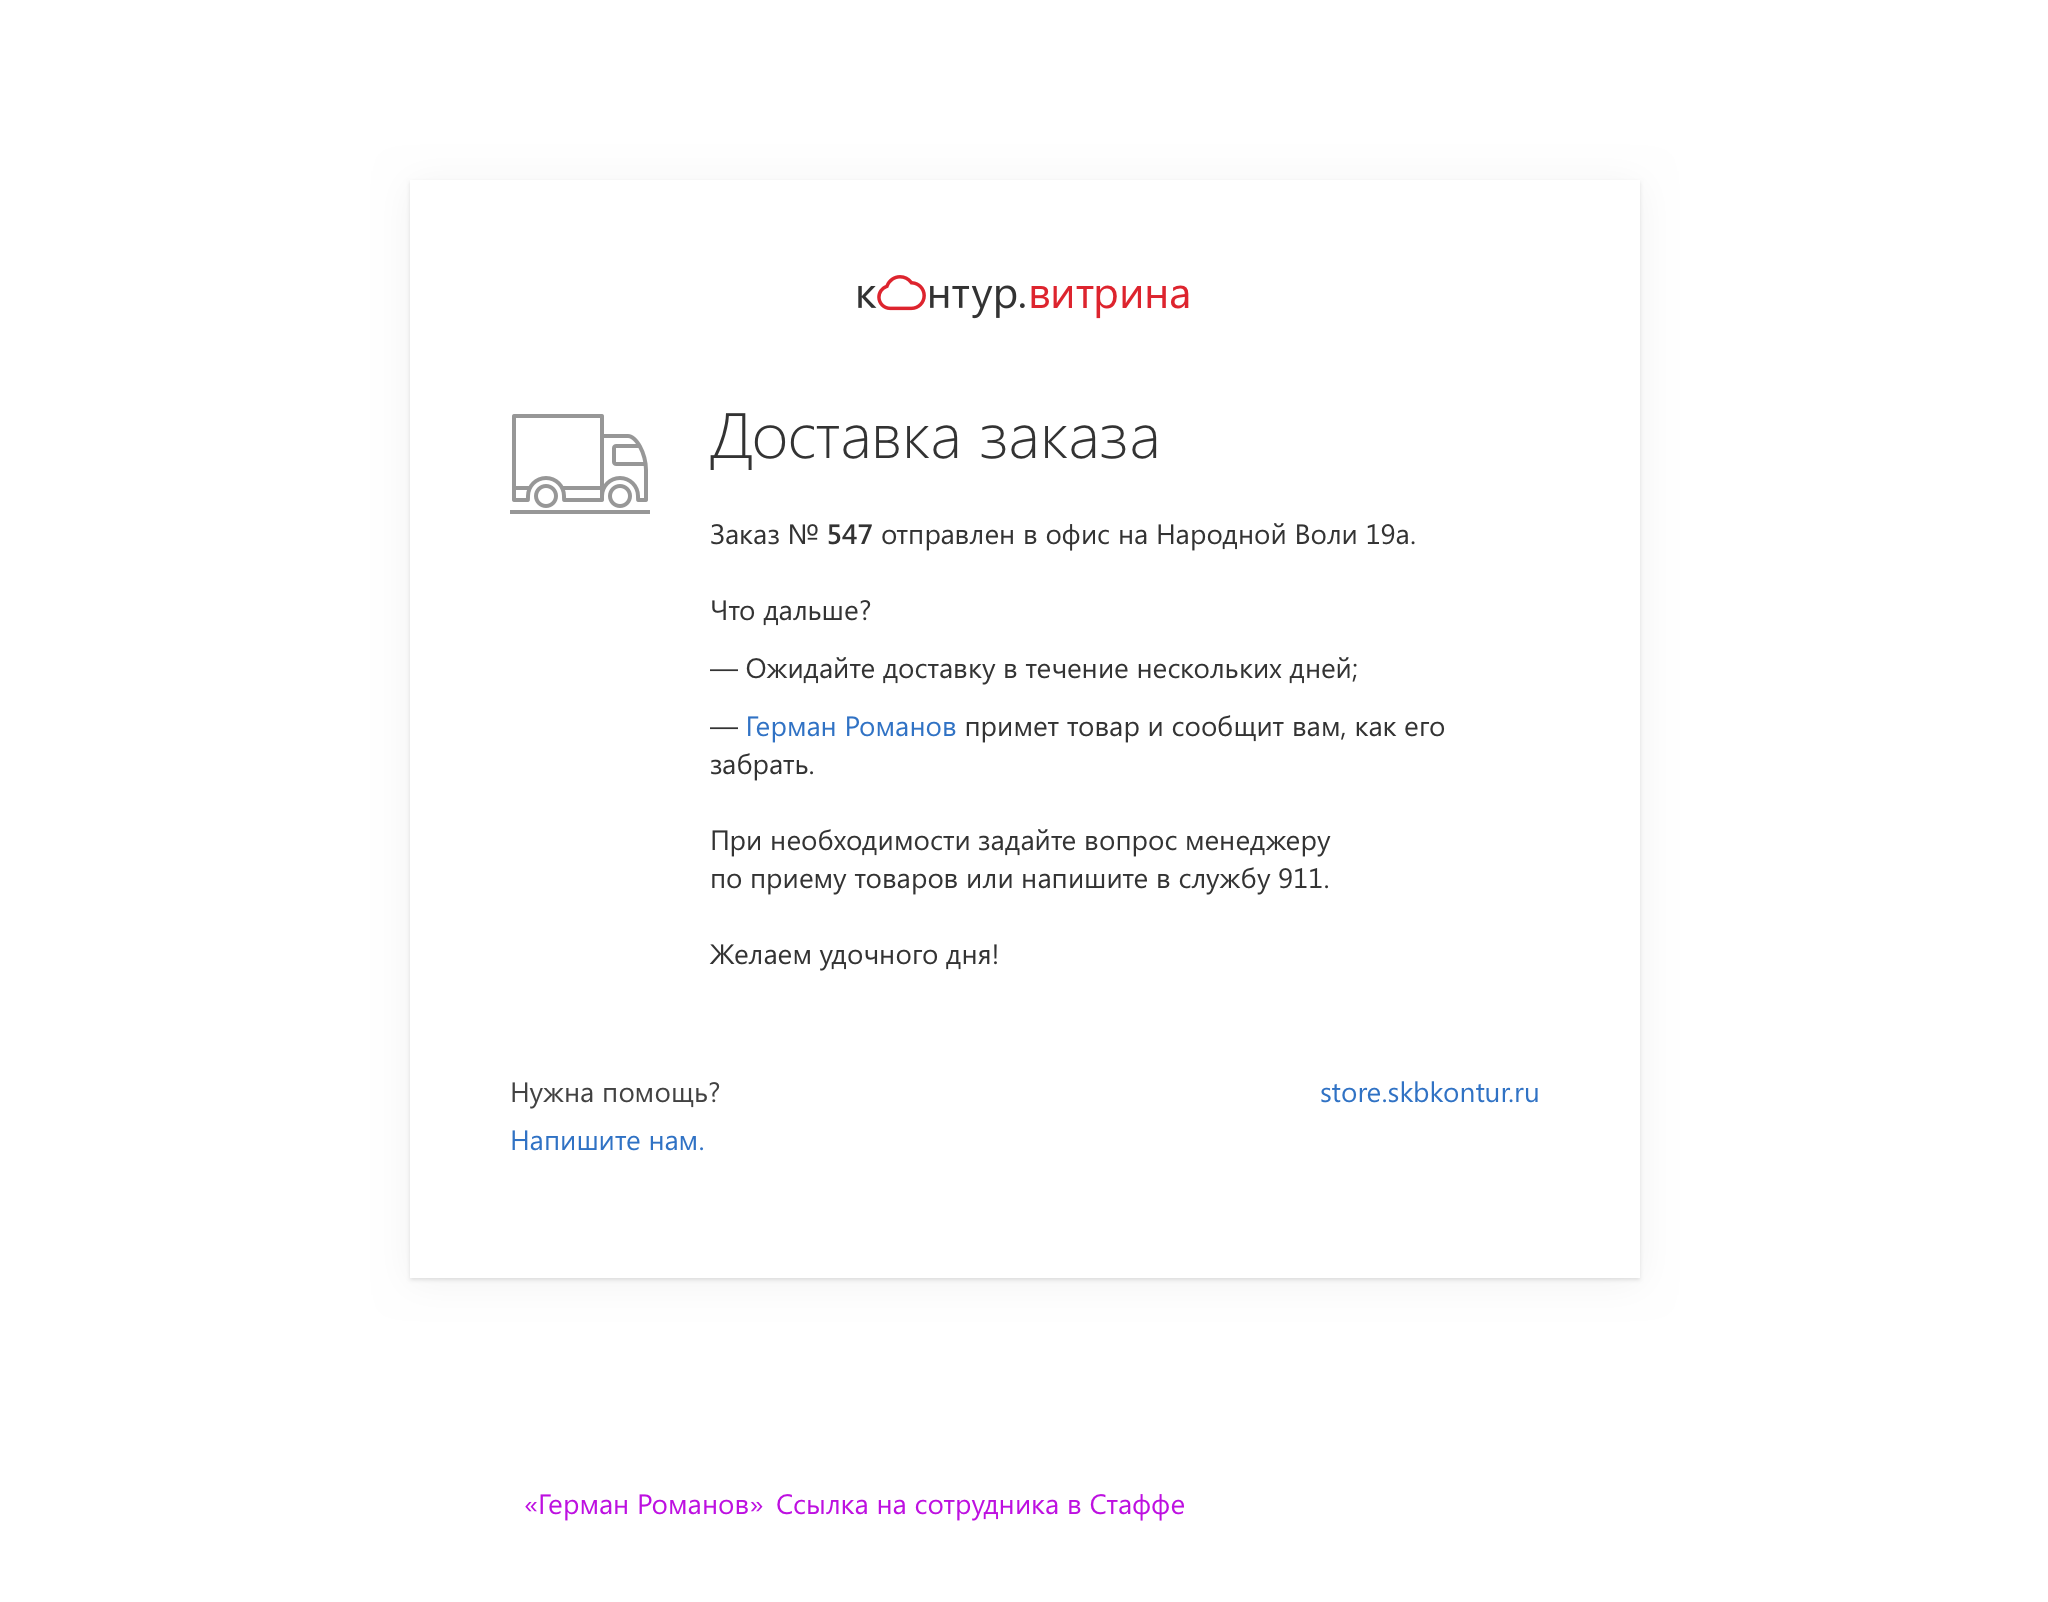 контур.витрина
Доставка заказа
Заказ № 547 отправлен в офис на Народной Воли 19а.
Что дальше?
— Ожидайте доставку в течение нескольких дней;
— Герман Романов примет товар и сообщит вам, как его
забрать.
При необходимости задайте вопрос менеджеру
по приему товаров или напишите в службу 911.
Желаем удочного дня!
Нужна помощь?
store.skbkontur.ru
Напишите нам.
«Герман Романов» Ссылка на сотрудника в Стаффе